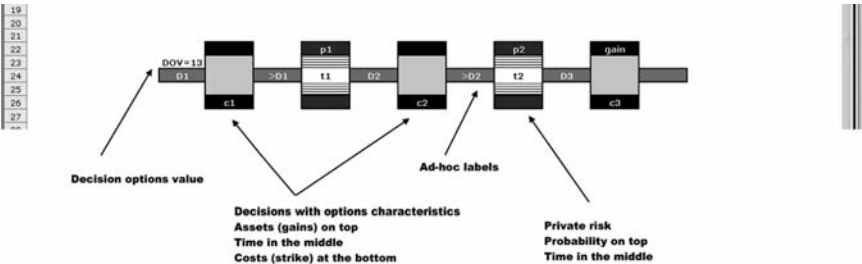 19
20
21
22
23
24
25
26
27
p1
p2
gain
DOV=13
D1
>D1
t1
D2
>D2
t2
D3
c1
c2
c3
Decision options value
Ad-hoc labels
Decisions with options characteristics
Assets (gains) on top
Time in the middle
Costs (strike) at the bottom
Private risk
Probability on top
Time in the middle